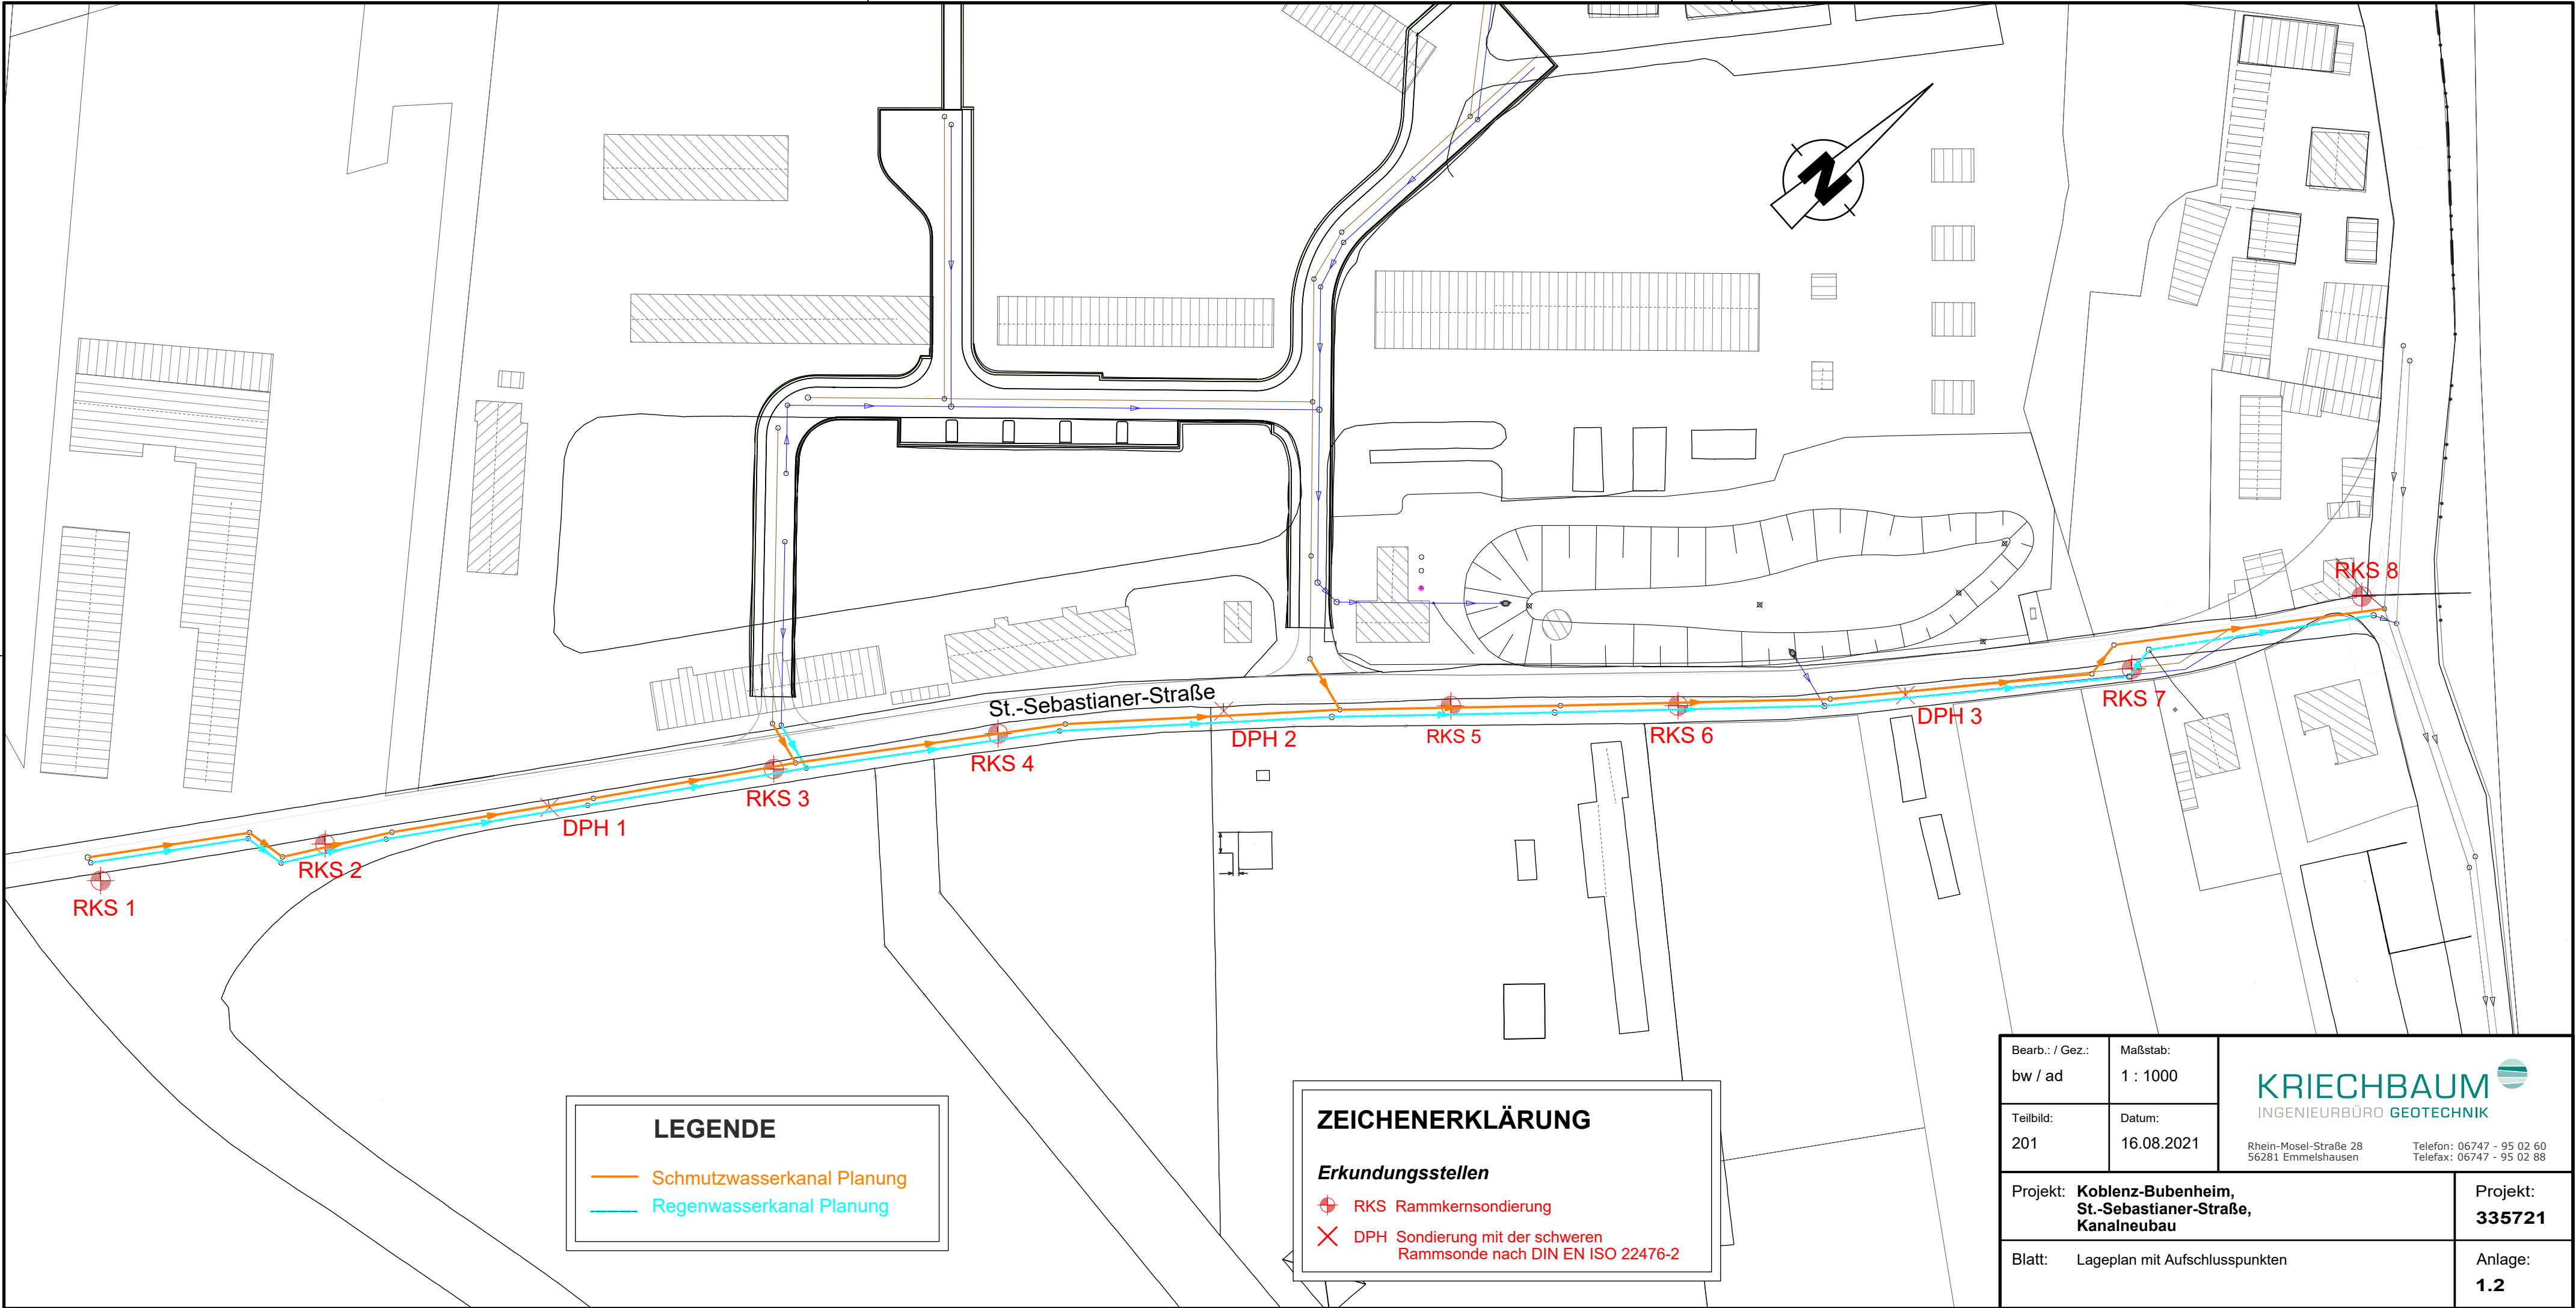 N
RKS 8
St.-Sebastianer-Straße
RKS 7
DPH 3
DPH 2
RKS 5
RKS 6
RKS 4
RKS 3
DPH 1
RKS 2
RKS 1
LEGENDE
Schmutzwasserkanal Planung
Regenwasserkanal Planung
ZEICHENERKLÄRUNG
Erkundungsstellen
RKS Rammkernsondierung
DPH Sondierung mit der schweren
Rammsonde nach DIN EN ISO 22476-2
Bearb.: / Gez.:
bw / ad
Maßstab:
1 : 1000
Teilbild:
201
Datum:
16.08.2021
KRIECHBAUM
INGENIEURBÜRO GEOTECHNIK
Rhein-Mosel-Straße 28
56281 Emmelshausen
Telefon: 06747 - 95 02 60
Telefax: 06747 - 95 02 88
Projekt: Koblenz-Bubenheim,
St.-Sebastianer-Straße,
Kanalneubau
Projekt:
335721
Blatt: Lageplan mit Aufschlusspunkten
Anlage:
1.2